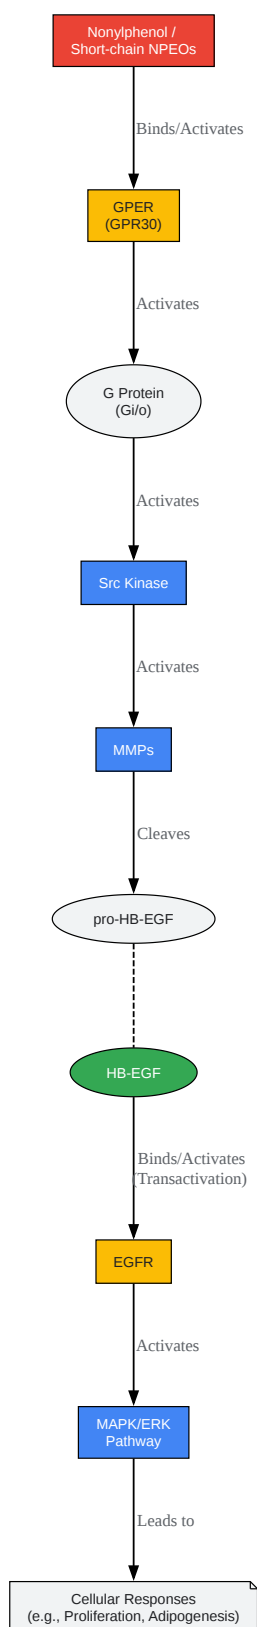 Nonylphenol /
Short-chain NPEOs
Binds/Activates
GPER
(GPR30)
Activates
G Protein
(Gi/o)
Activates
Src Kinase
Activates
MMPs
Cleaves
pro-HB-EGF
HB-EGF
Binds/Activates
(Transactivation)
EGFR
Activates
MAPK/ERK
Pathway
Leads to
Cellular Responses
(e.g., Proliferation, Adipogenesis)